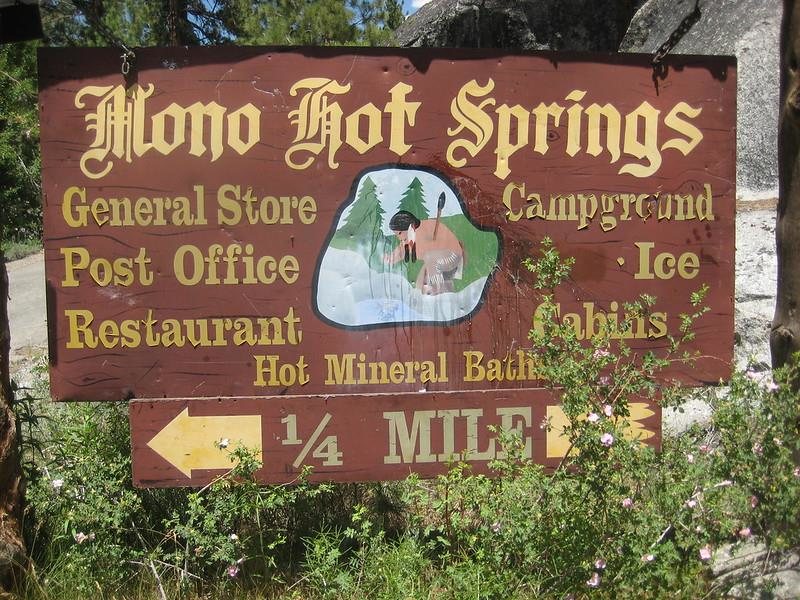 Mono Hot Springs
General Store
Campground
Post Office
· Ice
Restaurant
Cabins
Hot Mineral Baths
1/4 MILE